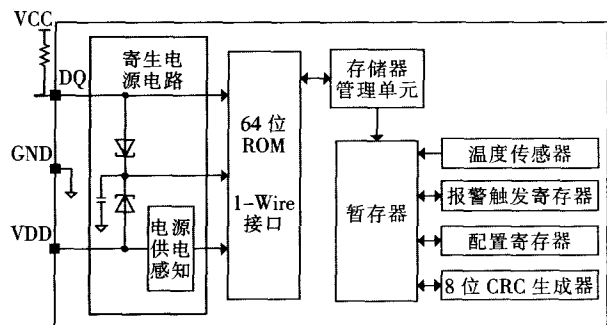 VCC
DQ
GND
VDD
寄生电
源电路
电源
供电
感知
64位
ROM
1-Wire
接口
存储器
管理单元
暂存器
温度传感器
报警触发寄存器
配置寄存器
8位CRC生成器